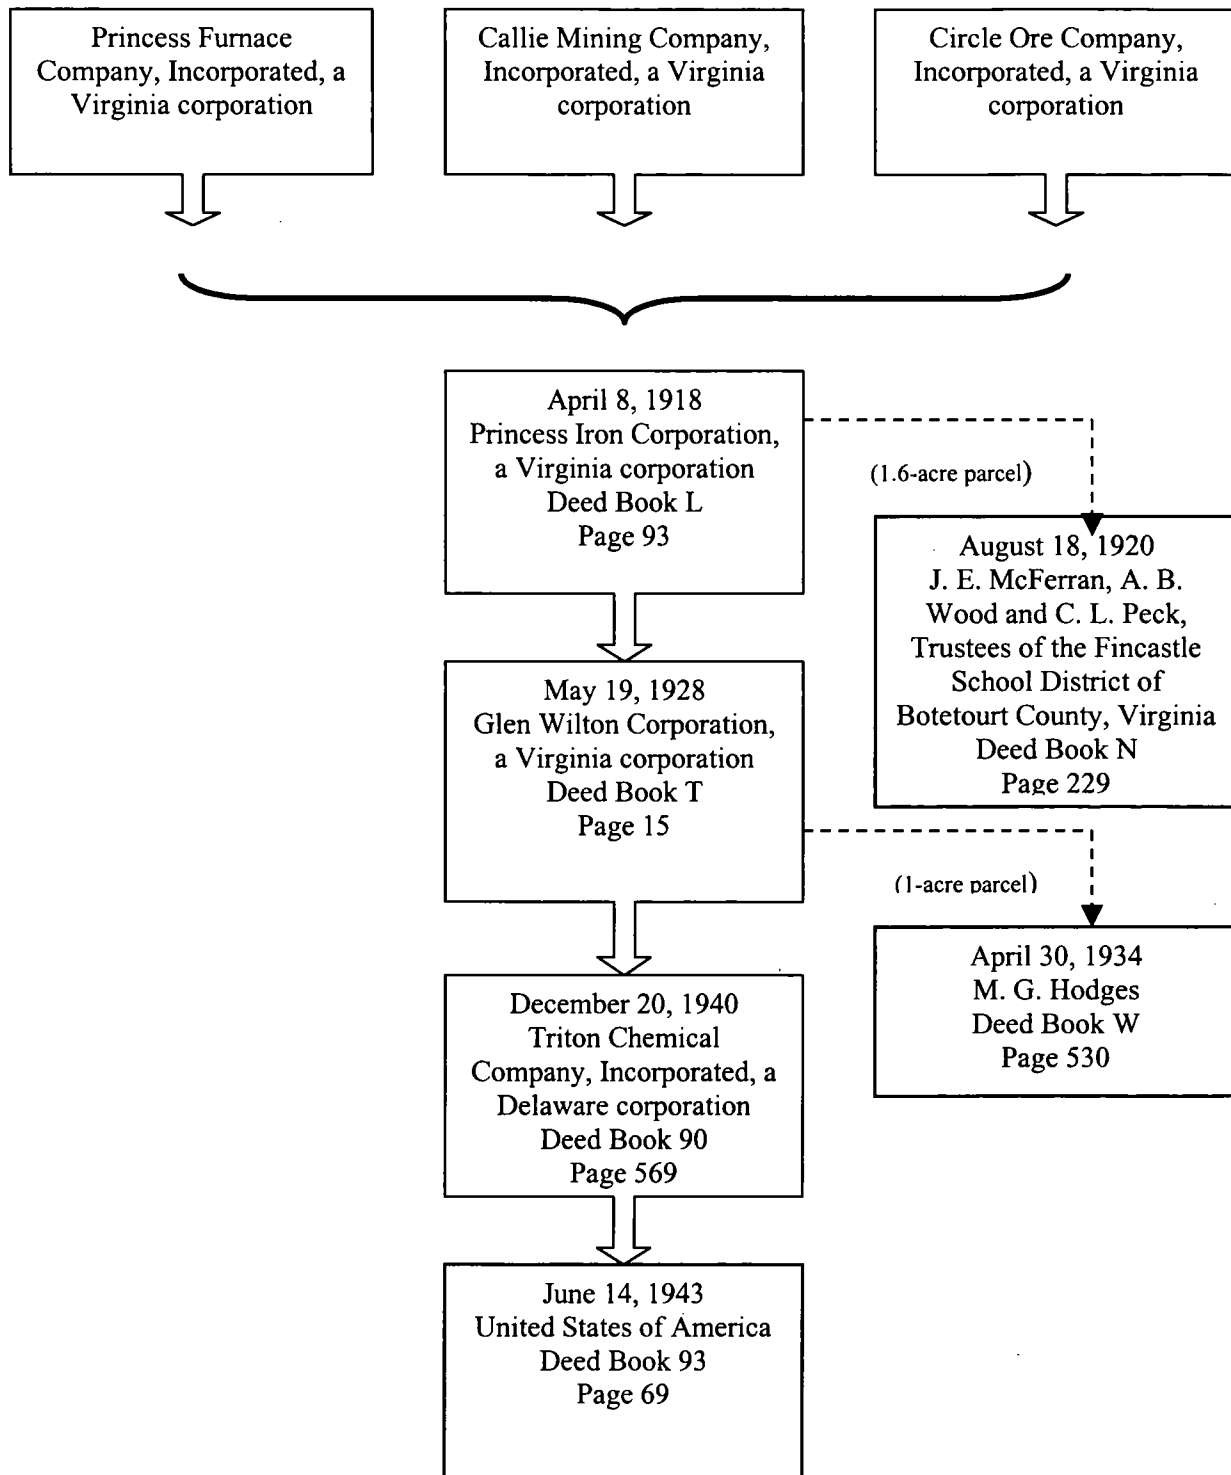 Princess Furnace
Company, Incorporated, a
Virginia corporation
Callie Mining Company,
Incorporated, a Virginia
corporation
Circle Ore Company,
Incorporated, a Virginia
corporation
April 8, 1918
Princess Iron Corporation,
a Virginia corporation
Deed Book L
Page 93
(1.6-acre parcel)
August 18, 1920
J. E. McFerran, A. B.
Wood and C. L. Peck,
Trustees of the Fincastle
School District of
Botetourt County, Virginia
Deed Book N
Page 229
May 19, 1928
Glen Wilton Corporation,
a Virginia corporation
Deed Book T
Page 15
(1-acre parcel)
April 30, 1934
M. G. Hodges
Deed Book W
Page 530
December 20, 1940
Triton Chemical
Company, Incorporated, a
Delaware corporation
Deed Book 90
Page 569
June 14, 1943
United States of America
Deed Book 93
Page 69